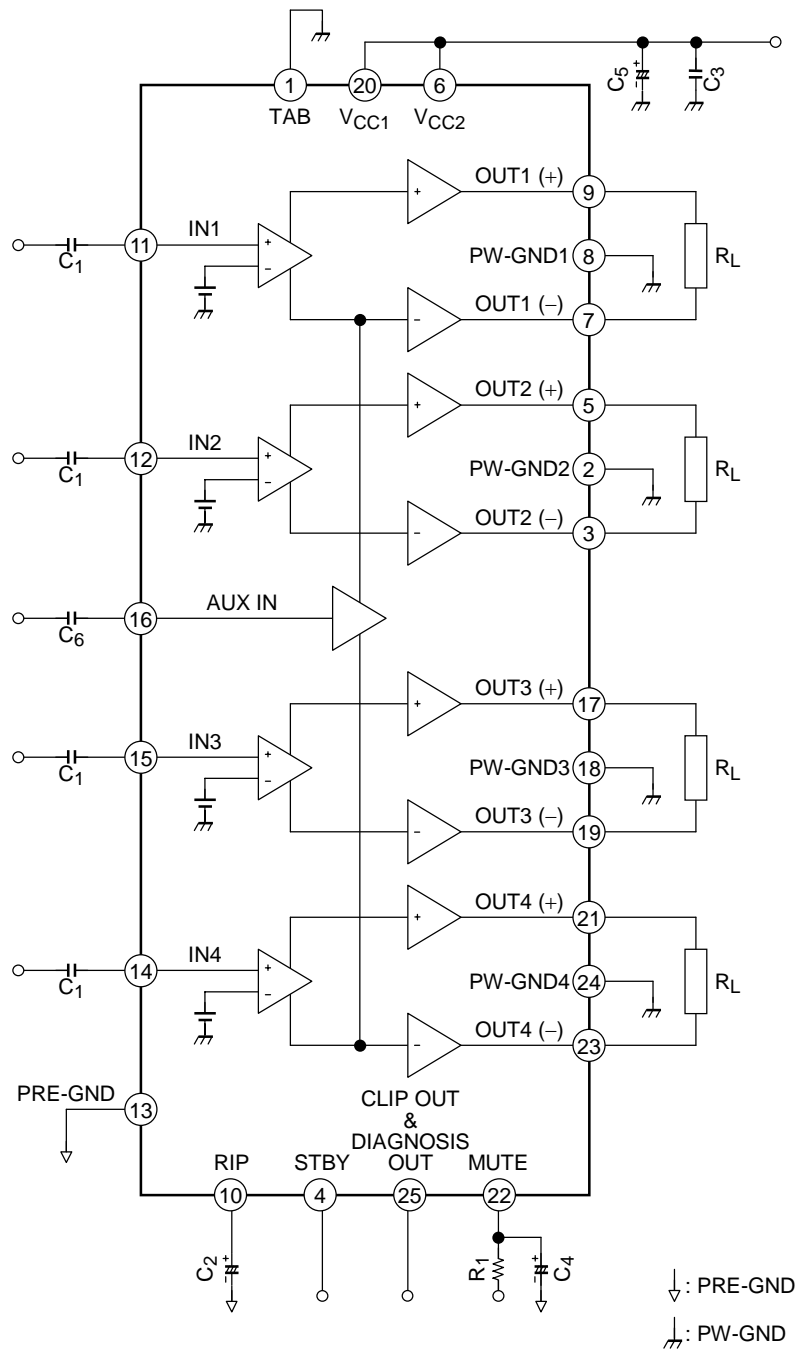 1
20
6
TAB
VCC1
VCC2
C5
+
-
C3
11
IN1
C1
+
−
+
OUT1 (+)
9
PW-GND1
8
RL
−
OUT1 (−)
7
12
IN2
C1
+
−
+
OUT2 (+)
5
PW-GND2
2
RL
−
OUT2 (−)
3
16
AUX IN
C6
15
IN3
C1
+
−
+
OUT3 (+)
17
PW-GND3
18
RL
−
OUT3 (−)
19
14
IN4
C1
+
−
+
OUT4 (+)
21
PW-GND4
24
RL
−
OUT4 (−)
23
PRE-GND
13
CLIP OUT
&
DIAGNOSIS
RIP
STBY
OUT
MUTE
10
4
25
22
C2
+
-
R1
+
-
C4
: PRE-GND
: PW-GND